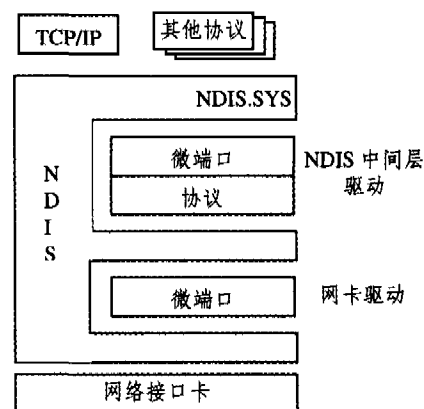 TCP/IP
其他协议
NDIS.SYS
N
D
I
S
微端口
协议
NDIS 中间层
驱动
微端口
网卡驱动
网络接口卡